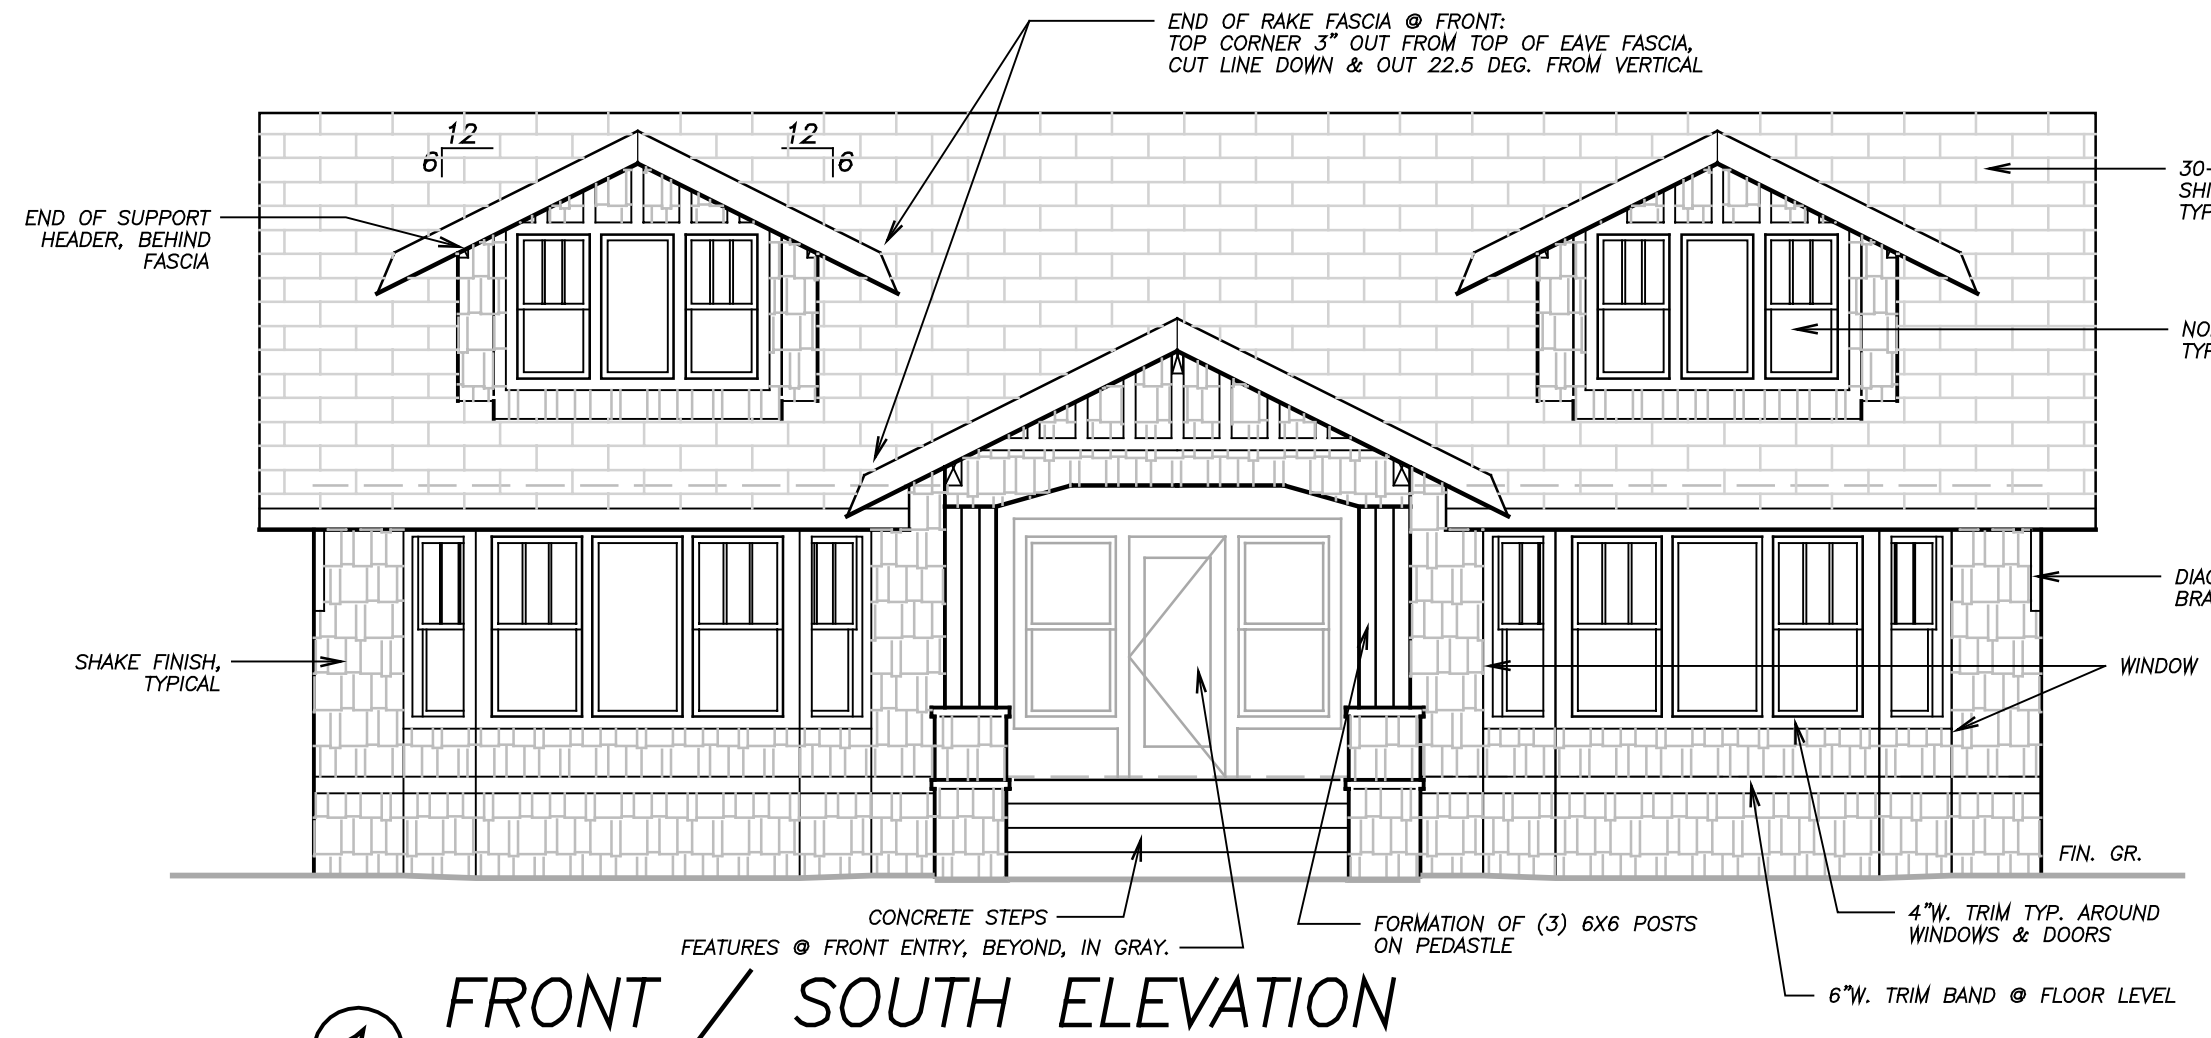 END OF RAKE FASCIA @ FRONT:
TOP CORNER 3" OUT FROM TOP OF EAVE FASCIA,
CUT LINE DOWN & OUT 22.5 DEG. FROM VERTICAL
12
6
12
6
30-
END OF SUPPORT
HEADER, BEHIND
FASCIA
SHAKE FINISH,
TYPICAL
WINDOW
FIN. GR.
CONCRETE STEPS
FEATURES @ FRONT ENTRY, BEYOND, IN GRAY.
FORMATION OF (3) 6X6 POSTS
ON PEDASTLE
4"W. TRIM TYP. AROUND
WINDOWS & DOORS
6"W. TRIM BAND @ FLOOR LEVEL
FRONT / SOUTH ELEVATION